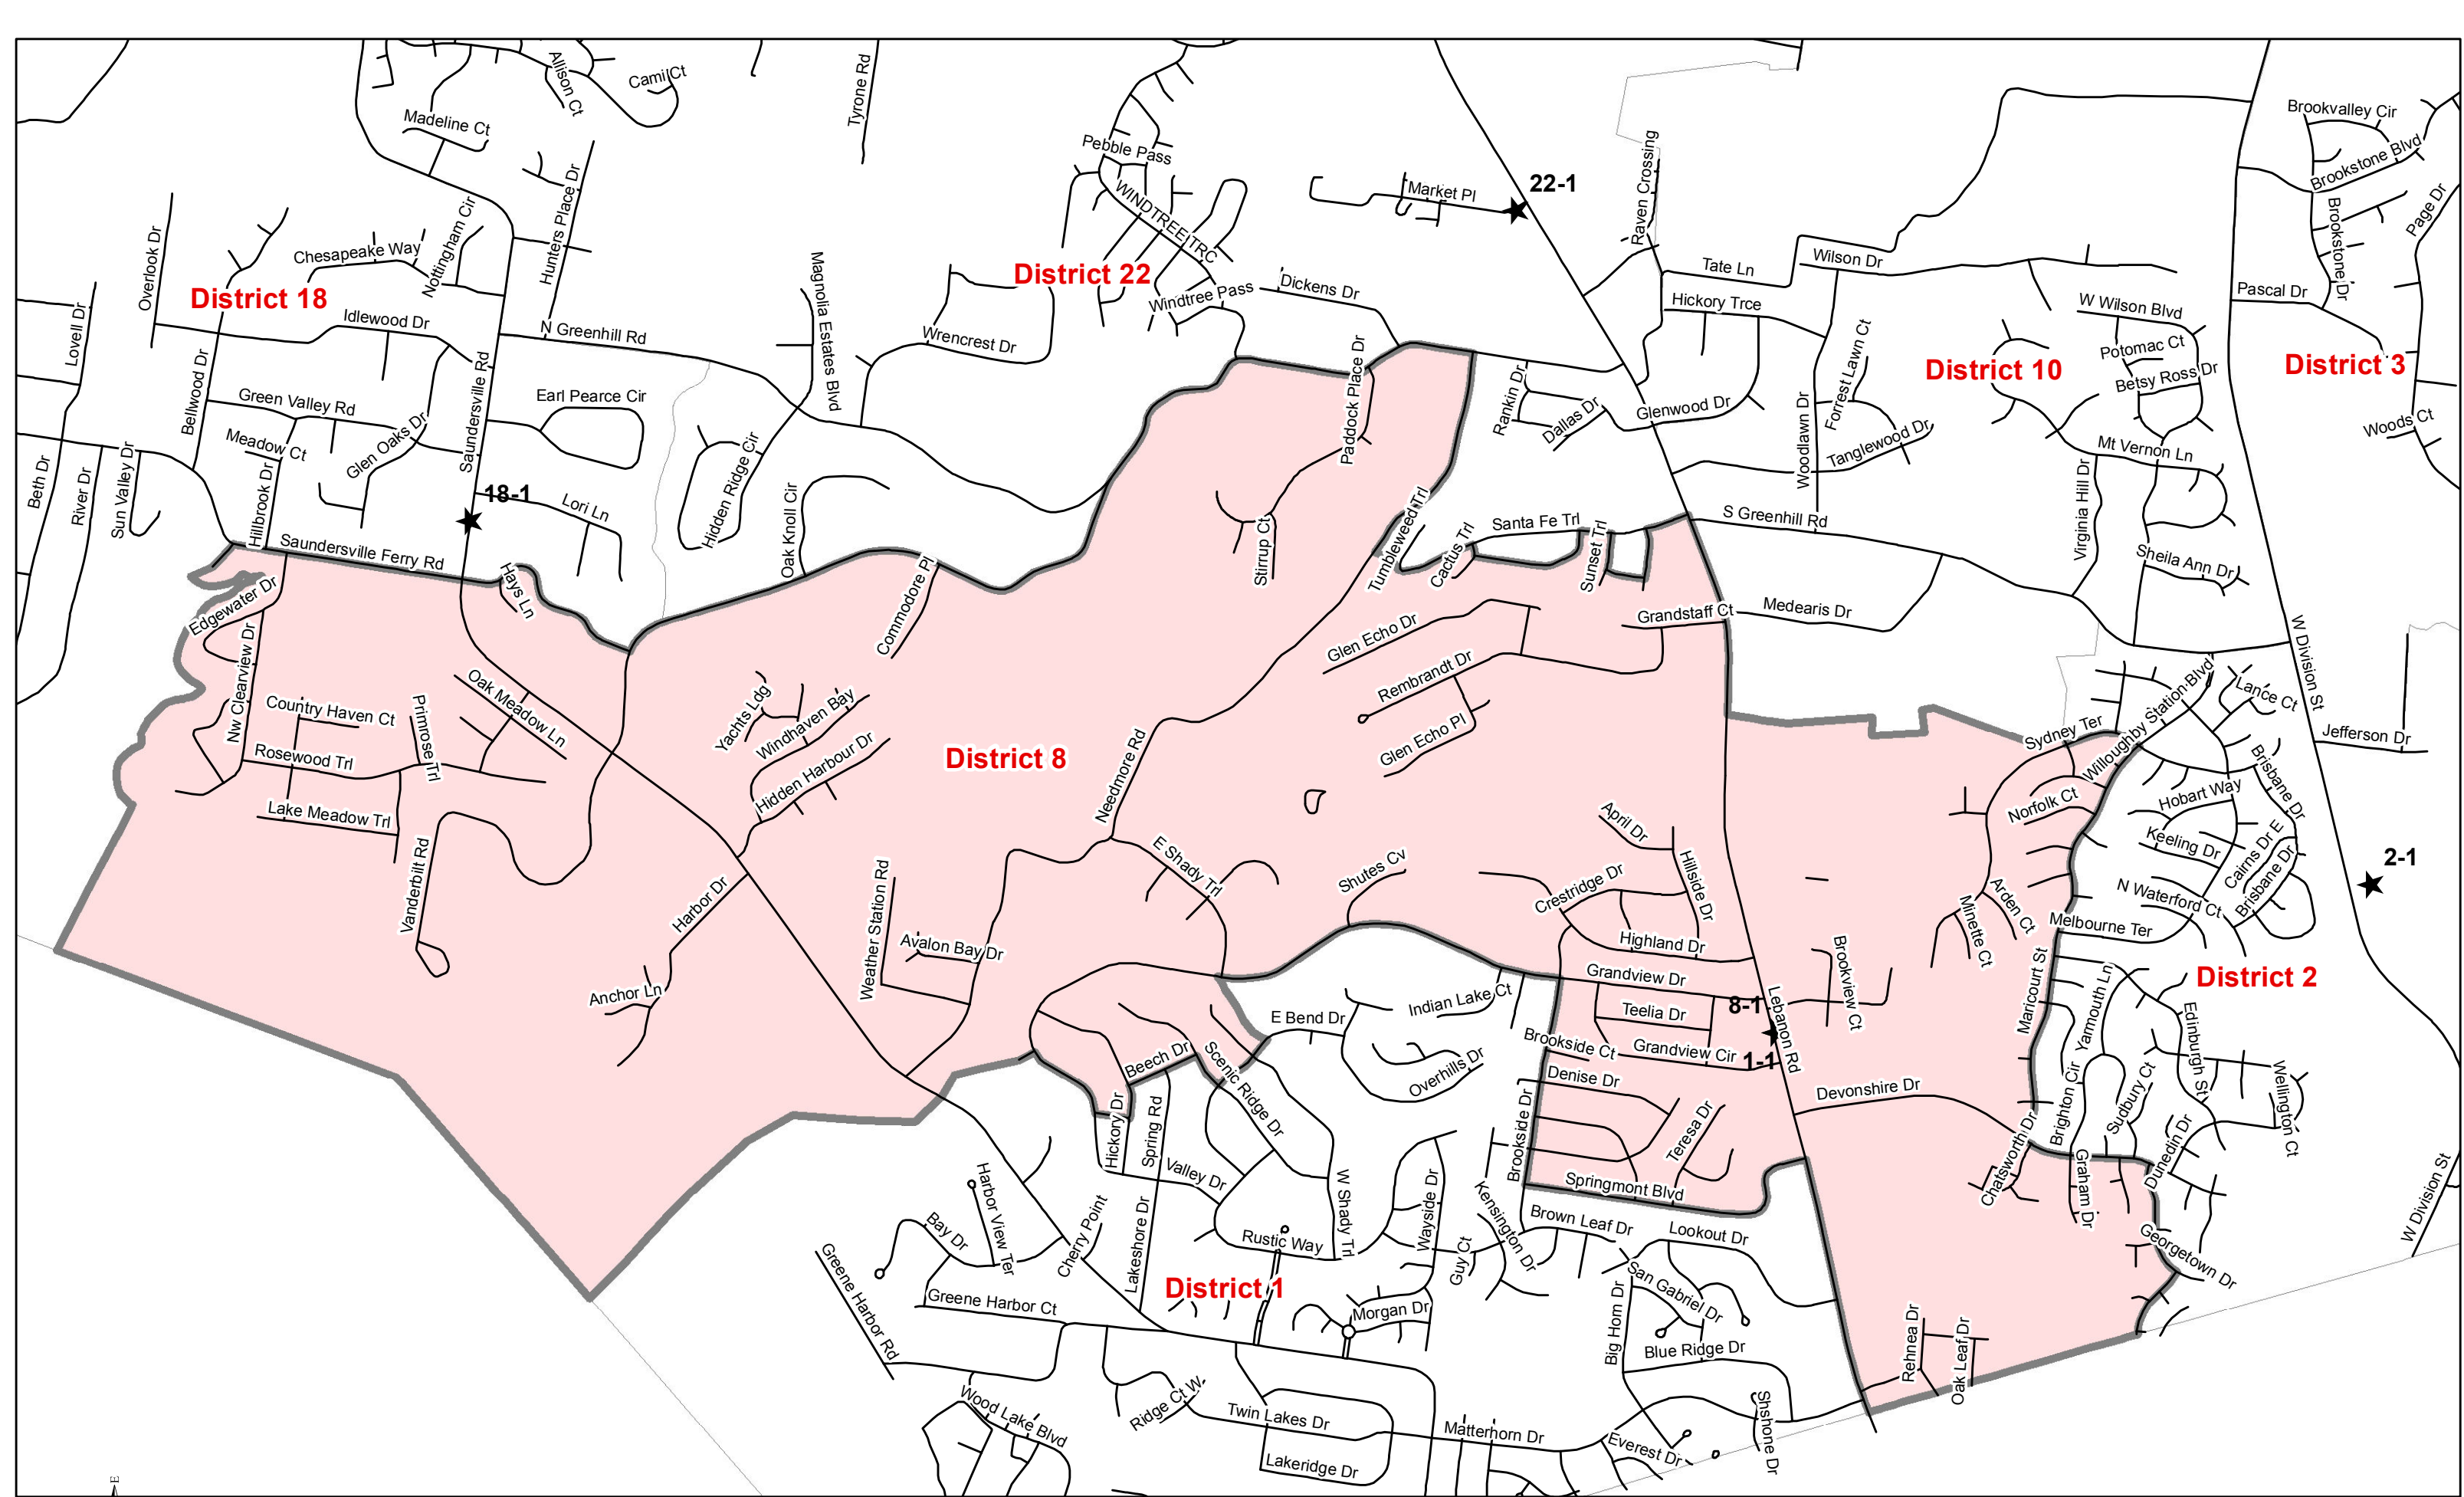 Allison Ct
Cami Ct
Tyrone Rd
Madeline Ct
Pebble Pass
Brookvalley Cir
Brookstone Blvd
Hunters Place Dr
Nottingham Cir
WINDTREE TRC
Market Pl
22-1
Raven Crossing
Page Dr
Brookstone Dr
Overlook Dr
Chesapeake Way
District 18
District 22
Magnolia Estates Blvd
Windtree Pass
Dickens Dr
Tate Ln
Wilson Dr
Hickory Trce
W Wilson Blvd
Pascal Dr
Lovell Dr
Idlewood Dr
N Greenhill Rd
Wrencrest Dr
Paddock Place Dr
Forrest Lawn Ct
Potomac Ct
Betsy Ross Dr
District 10
District 3
Bellwood Dr
Saundersville Rd
Green Valley Rd
Earl Pearce Cir
Rankin Dr
Dallas Dr
Glenwood Dr
Woodlawn Dr
Tanglewood Dr
Woods Ct
Meadow Ct
Glen Oaks Dr
Hidden Ridge Cir
Mt Vernon Ln
Beth Dr
River Dr
Sun Valley Dr
Hillbrook Dr
18-1
Lori Ln
Oak Knoll Cir
Stirrup Ct
Tumbleweed Trl
Cactus Trl
Santa Fe Trl
Sunset Trl
S Greenhill Rd
Virginia Hill Dr
Sheila Ann Dr
Saundersville Ferry Rd
Hays Ln
Commodore Pl
Edgewater Dr
Nw Clearview Dr
Glen Echo Dr
Grandstaff Ct
Medearis Dr
W Division St
Rembrandt Dr
Oak Meadow Ln
Primrose Trl
Country Haven Ct
Yachts Ldg
Windhaven Bay
Hidden Harbour Dr
Glen Echo Pl
Sydney Ter
Willoughby Station Blvd
Lance Ct
Jefferson Dr
Rosewood Trl
District 8
Needmore Rd
Brisbane Dr
Hobart Way
Norfolk Ct
Lake Meadow Trl
Vanderbilt Rd
April Dr
Keeling Dr
Cairns Dr E
Brisbane Dr
2-1
E Shady Trl
Shutes Cv
Crestridge Dr
Hillside Dr
Arden Ct
Minette Ct
N Waterford Ct
Harbor Dr
Weather Station Rd
Avalon Bay Dr
Highland Dr
Melbourne Ter
Brookview Ct
Maricourt St
District 2
Anchor Ln
Grandview Dr
Indian Lake Ct
E Bend Dr
Teelia Dr
8-1
Lebanon Rd
Yarmouth Ln
Edinburgh St
Brookside Ct
Grandview Cir
1-1
Beech Dr
Scenic Ridge Dr
Overhills Dr
Denise Dr
Devonshire Dr
Brighton Cir
Sudbury Ct
Wellington Ct
Hickory Dr
Spring Rd
Brookside Dr
Teresa Dr
Chatsworth Dr
Dunedin Dr
Graham Dr
W Division St
Harbor View Ter
Valley Dr
W Shady Trl
Wayside Dr
Kensington Dr
Springmont Blvd
Bay Dr
Cherry Point
Lakeshore Dr
Rustic Way
Guy Ct
Brown Leaf Dr
Lookout Dr
Georgetown Dr
Greene Harbor Rd
District 1
Greene Harbor Ct
Morgan Dr
Big Horn Dr
San Gabriel Dr
Blue Ridge Dr
Rehnea Dr
Oak Leaf Dr
Wood Lake Blvd
Ridge Ct W
Twin Lakes Dr
Matterhorn Dr
Everest Dr
Shshone Dr
Lakeridge Dr
E